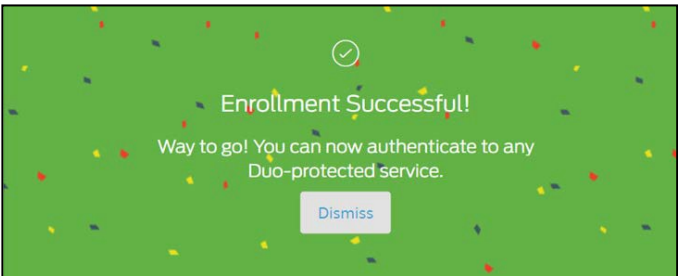 Enrollment Successful!
Way to go! You can now authenticate to any
Duo-protected service.
Dismiss